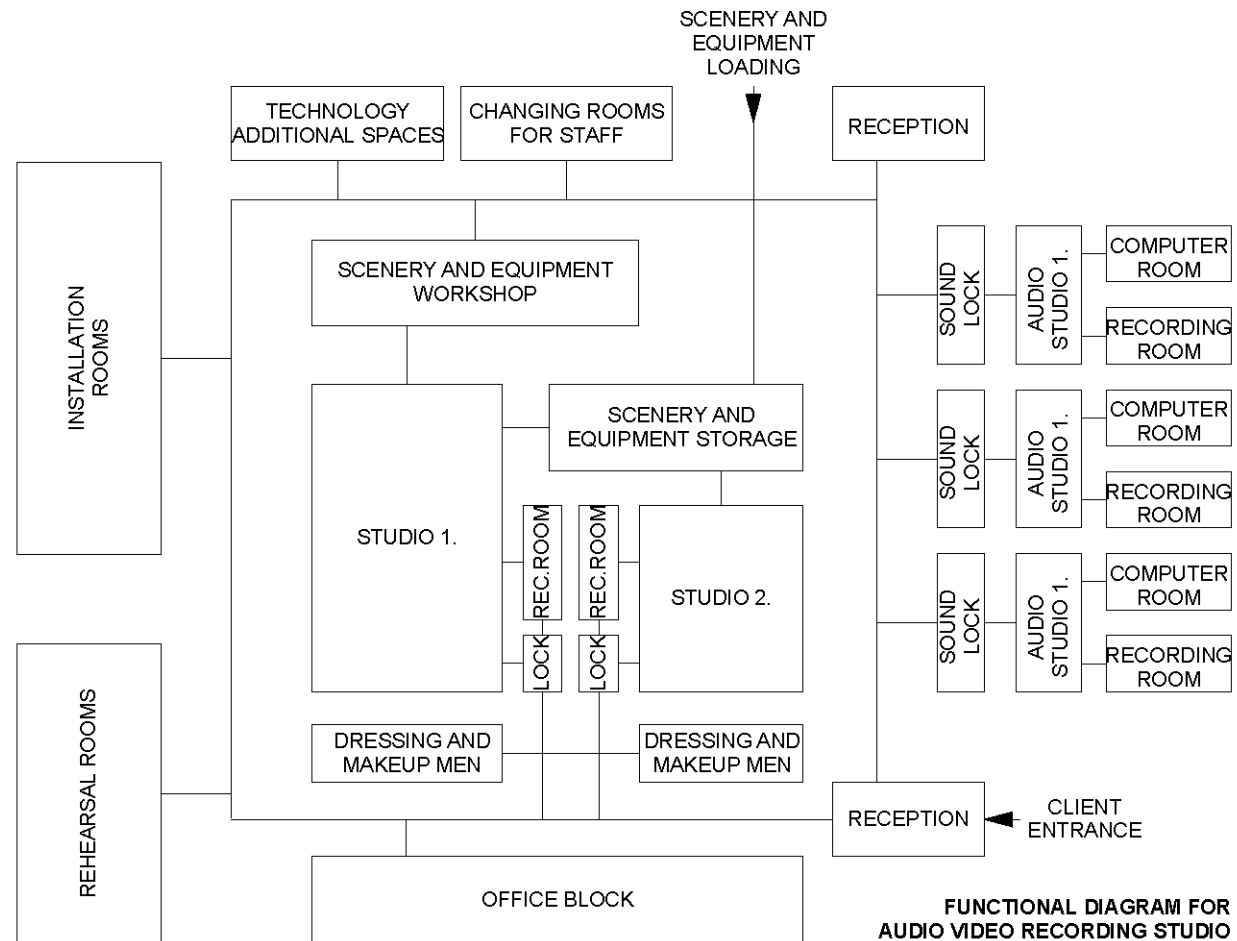 SCENERY AND
EQUIPMENT
LOADING
TECHNOLOGY
ADDITIONAL SPACES
CHANGING ROOMS
FOR STAFF
RECEPTION
INSTALLATION
ROOMS
SCENERY AND EQUIPMENT
WORKSHOP
SOUND
LOCK
AUDIO
STUDIO 1.
COMPUTER
ROOM
RECORDING
ROOM
SCENERY AND
EQUIPMENT STORAGE
SOUND
LOCK
AUDIO
STUDIO 1.
COMPUTER
ROOM
RECORDING
ROOM
STUDIO 1.
REC.ROOM
REC.ROOM
STUDIO 2.
LOCK
LOCK
SOUND
LOCK
AUDIO
STUDIO 1.
COMPUTER
ROOM
RECORDING
ROOM
REHEARSAL ROOMS
DRESSING AND
MAKEUP MEN
DRESSING AND
MAKEUP MEN
RECEPTION
CLIENT
ENTRANCE
OFFICE BLOCK
FUNCTIONAL DIAGRAM FOR
AUDIO VIDEO RECORDING STUDIO